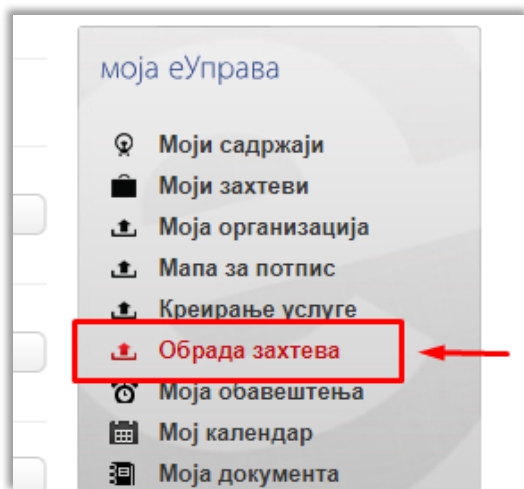 моја еУправа
Моји садржаји
Моји захтеви
Моја организација
Мапа за потпис
Креирање услуге
Обрада захтева
Моја обавештења
Мој календар
Моја документа